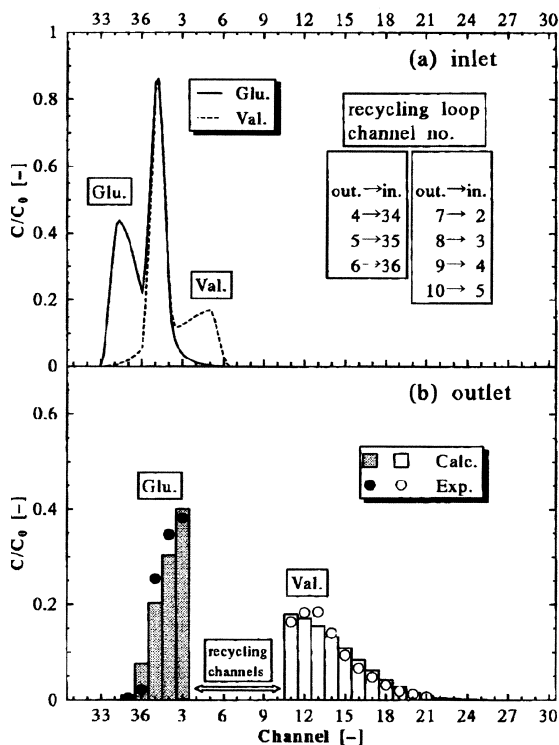 33 36 3 6 9 12 15 18 21 24 27 30
1
(a) inlet
Glu.
Val.
recycling loop
channel no.
0.8
0.6
0.4
0.2
0
C/C0 [-]
Glu.
Val.
out.→in.
4→34
5→35
6→36
out.→in.
7→ 2
8→ 3
9→ 4
10→ 5
(b) outlet
Calc.
Exp.
0.6
0.4
0.2
0
C/C0 [-]
Glu.
Val.
recycling
channels
33 36 3 6 9 12 15 18 21 24 27 30
Channel [-]